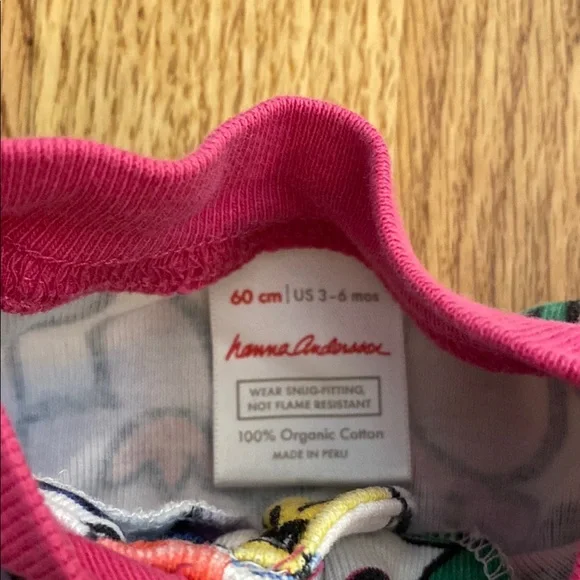 60 cm | US 3-6 mos
hanna andersson
WEAR SNUG-FITTING,
NOT FLAME RESISTANT
100% Organic Cotton
MADE IN PERU